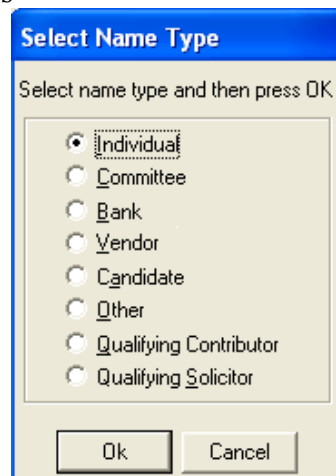 Select Name Type
Select name type and then press OK
Individual
Committee
Bank
Vendor
Candidate
Other
Qualifying Contributor
Qualifying Solicitor
Ok Cancel